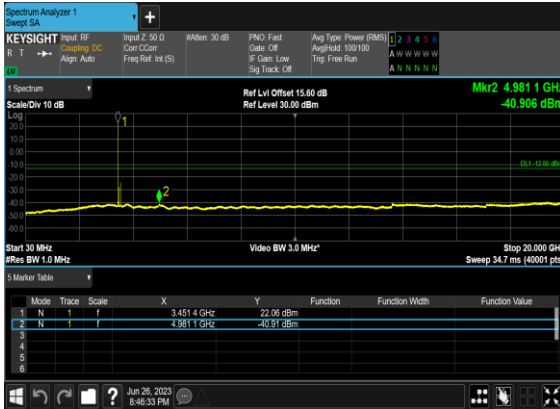 Spectrum Analyzer 1
Swept SA
+
KEYSIGHT Input: RF Input Z: 50 Ω #Atten: 30 dB PNO: Fast Avg Type: Power (RMS) 1 2 3 4 5 6
R T Coupling: DC Corr CCorr Gate: Off Avg|Hold: 100/100 A W W W W W
Align: Auto Freq Ref: Int (S) IF Gain: Low Trig: Free Run
Sig Track: Off A N N N N N
1 Spectrum Ref Lvl Offset 15.60 dB Mkr2 4.981 1 GHz
Scale/Div 10 dB Ref Level 30.00 dBm -40.906 dBm
Log
20.0
10.0
0.00
-10.0
-20.0
-30.0
-40.0
-50.0
-60.0
1
DL1 -13.00 dBm
2
Start 30 MHz Video BW 3.0 MHz* Stop 20.000 GHz
#Res BW 1.0 MHz Sweep 34.7 ms (40001 pts)
5 Marker Table
Mode Trace Scale X Y Function Function Width Function Value
1 N 1 f 3.451 4 GHz 22.06 dBm
2 N 1 f 4.981 1 GHz -40.91 dBm
3
4
5
6
? Jun 26, 2023
8:46:33 PM